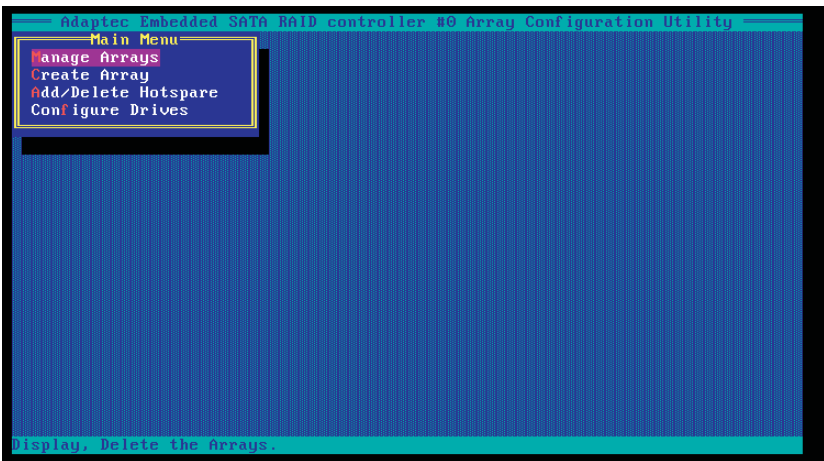 Adaptec Embedded SATA RAID controller #0 Array Configuration Utility
Main Menu
Manage Arrays
Create Array
Add/Delete Hotspare
Configure Drives
Display, Delete the Arrays.